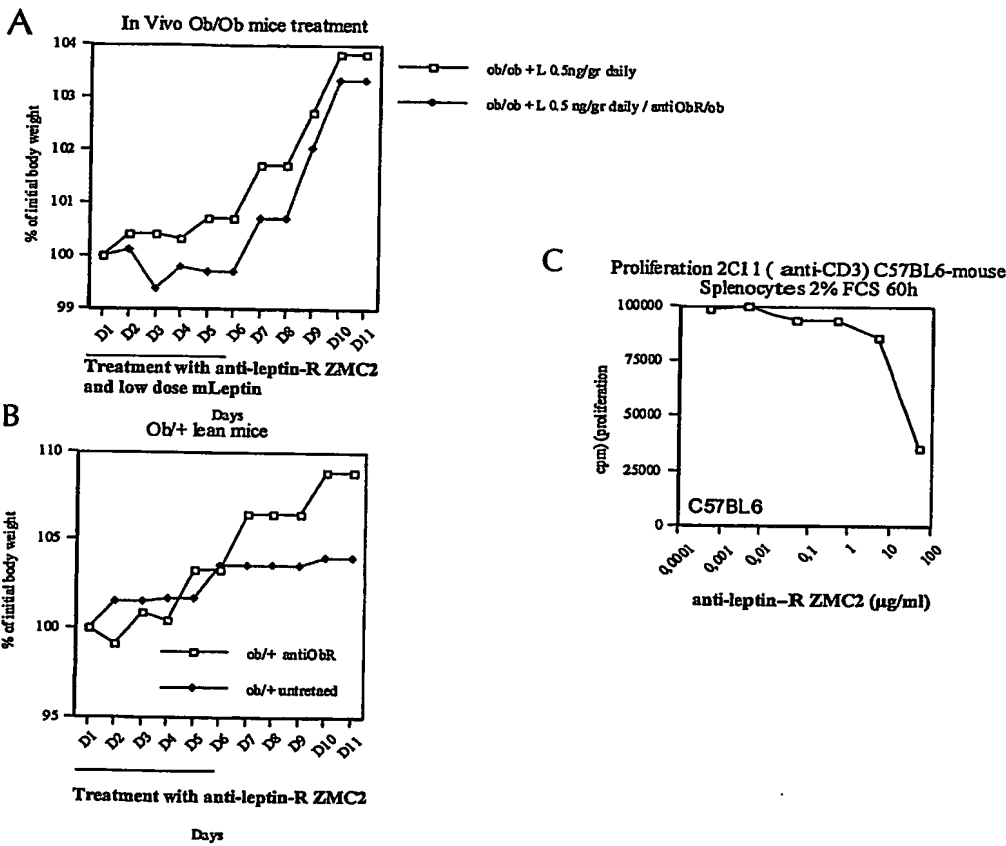 A
In Vivo Ob/Ob mice treatment
104
103
102
101
100
99
% of initial body weight
D1
D2
D3
D4
D5
D6
D7
D8
D9
D10
D11
Treatment with anti-leptin-R ZMC2
and low dose mLeptin
Days
ob/ob +L 0.5ng/gr daily
ob/ob +L 0.5 ng/gr daily / antiObR/ob
B
Ob/+ lean mice
110
105
100
95
% of initial body weight
ob/+ antiObR
ob/+ untretaed
D1
D2
D3
D4
D5
D6
D7
D8
D9
D10
D11
Treatment with anti-leptin-R ZMC2
Days
C
Proliferation 2C11 ( anti-CD3) C57BL6-mouse
Splenocytes 2% FCS 60h
100000
75000
50000
25000
0
cpm) (proliferation
C57BL6
0,0001
0,001
0,01
0,1
1
10
100
anti-leptin–R ZMC2 (µg/ml)